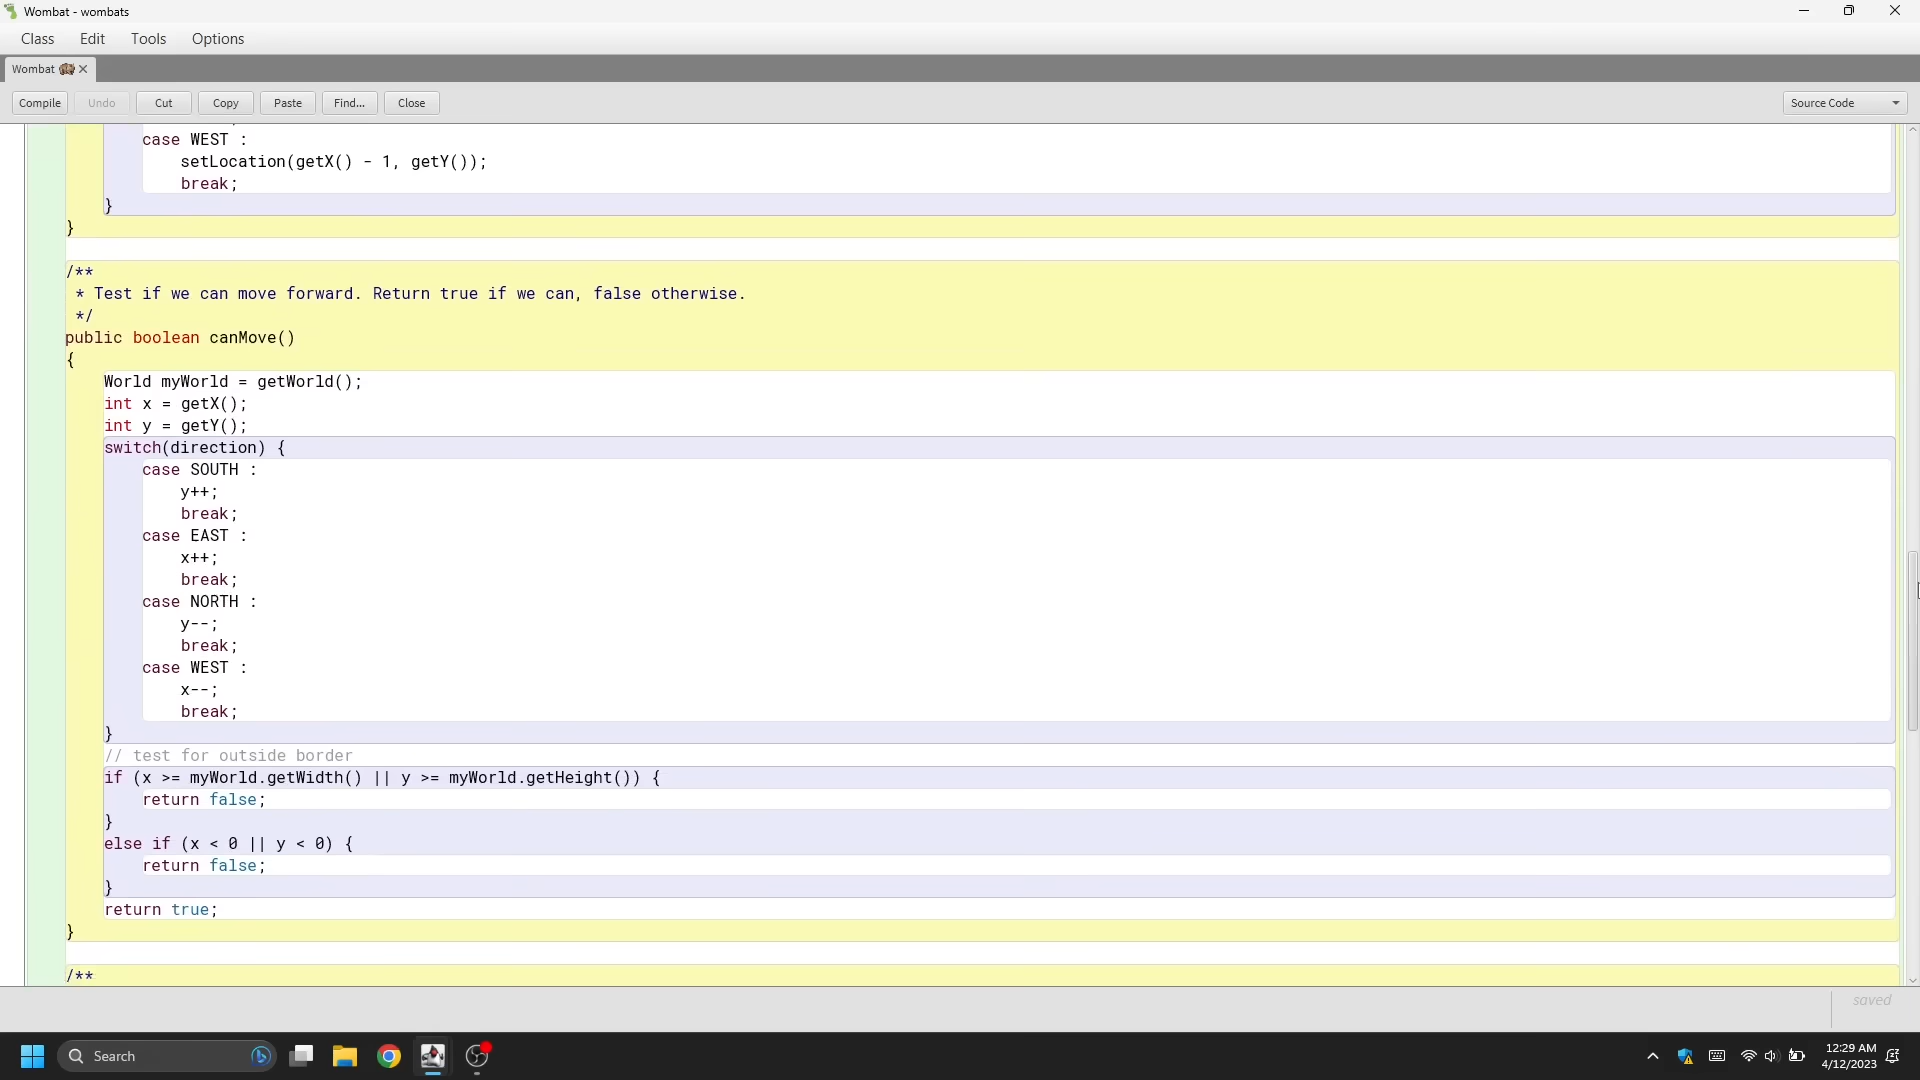 Wombat - wombats
Class Edit Tools Options
Wombat
Compile Undo Cut Copy Paste Find... Close Source Code
case WEST :
setLocation(getX() - 1, getY());
break;
}
}
/**
* Test if we can move forward. Return true if we can, false otherwise.
*/
public boolean canMove()
{
World myWorld = getWorld();
int x = getX();
int y = getY();
switch(direction) {
case SOUTH :
y++;
break;
case EAST :
x++;
break;
case NORTH :
y--;
break;
case WEST :
x--;
break;
}
// test for outside border
if (x >= myWorld.getWidth() || y >= myWorld.getHeight()) {
return false;
}
else if (x < 0 || y < 0) {
return false;
}
return true;
}
/**
saved
Search
12:29 AM
4/12/2023